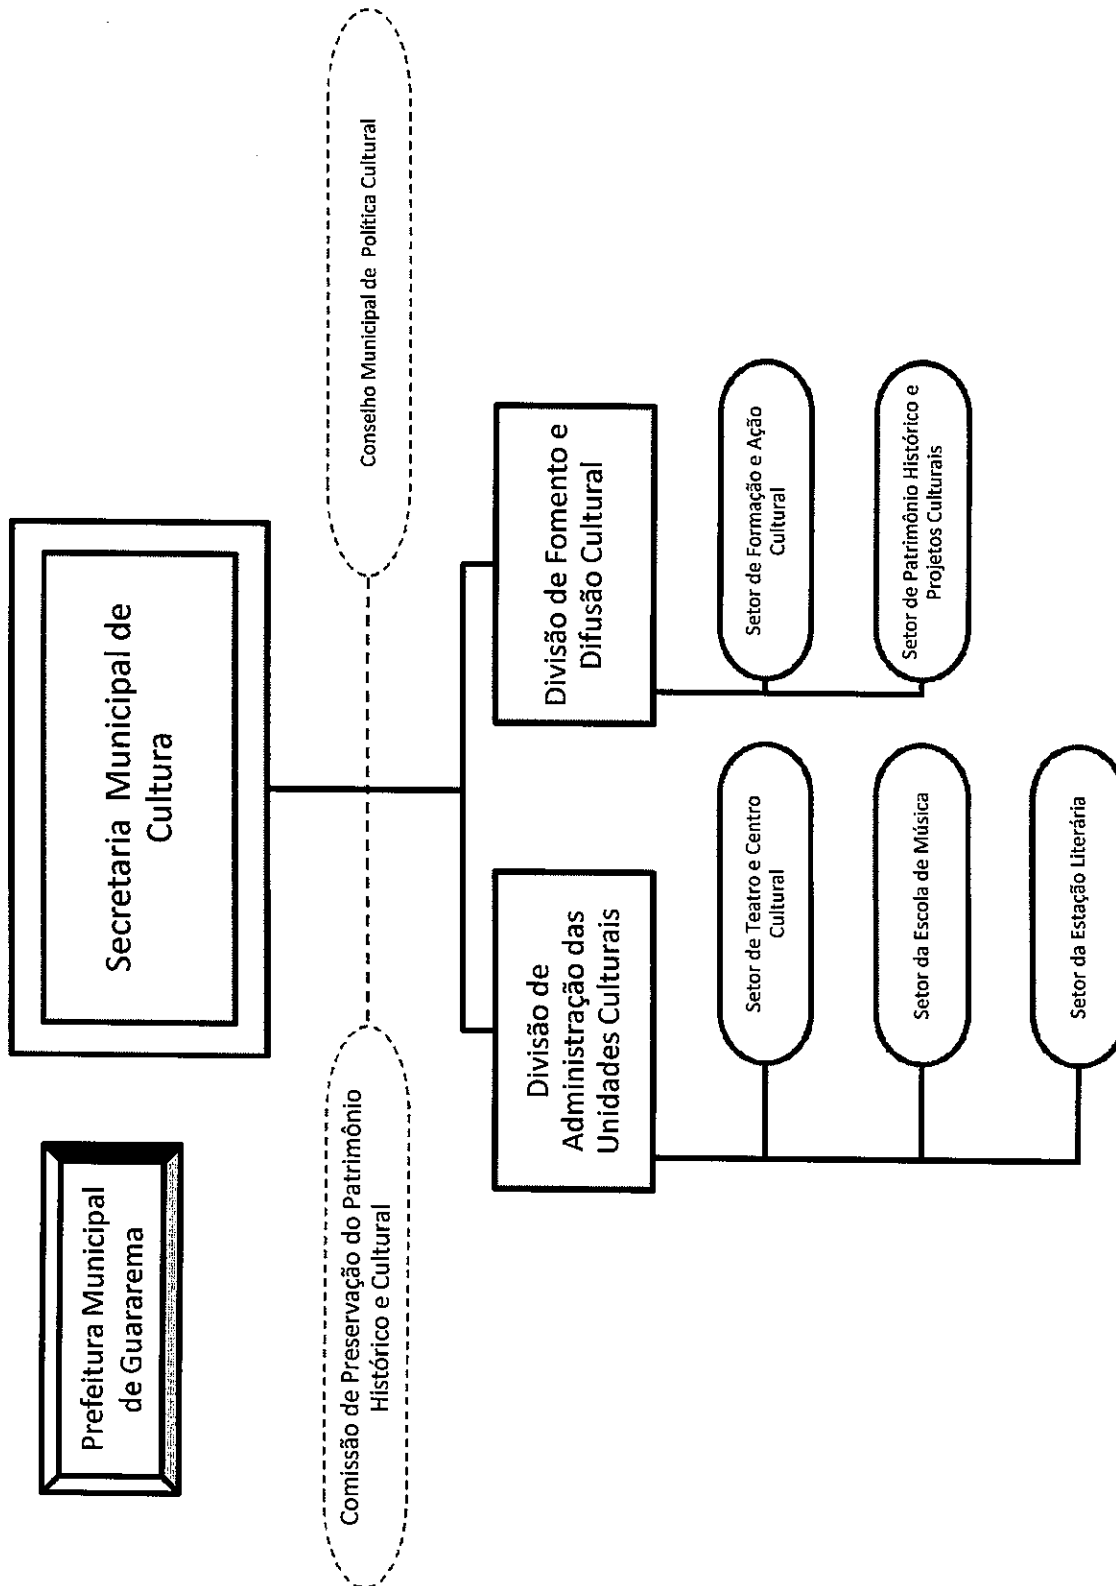 Prefeitura Municipal
de Guararema
Secretaria Municipal de
Cultura
Comissão de Preservação do Patrimônio
Histórico e Cultural
Conselho Municipal de Política Cultural
Divisão de
Administração das
Unidades Culturais
Divisão de Fomento e
Difusão Cultural
Setor de Teatro e Centro
Cultural
Setor da Escola de Música
Setor da Estação Literária
Setor de Formação e Ação
Cultural
Setor de Patrimônio Histórico e
Projetos Culturais